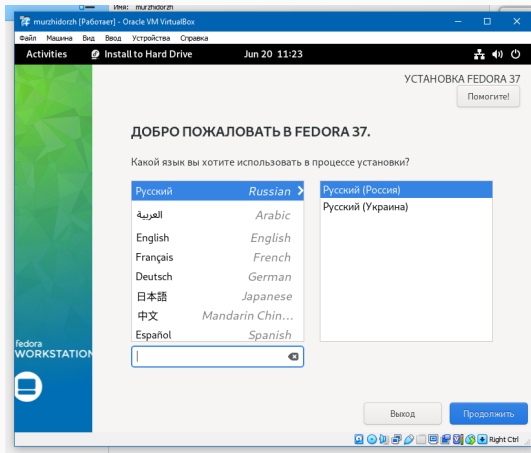 Имя: murzhidorzh
murzhidorzh [Работает] - Oracle VM VirtualBox
Файл Машина Вид Ввод Устройства Справка
Activities Install to Hard Drive Jun 20 11:23
УСТАНОВКА FEDORA 37
Помогите!
ДОБРО ПОЖАЛОВАТЬ В FEDORA 37.
Какой язык вы хотите использовать в процессе установки?
Русский Russian Русский (Россия)
العربية Arabic Русский (Украина)
English English
Français French
Deutsch German
日本語 Japanese
中文 Mandarin Chin...
Español Spanish
fedora
WORKSTATION
Выход Продолжить
Right Ctrl